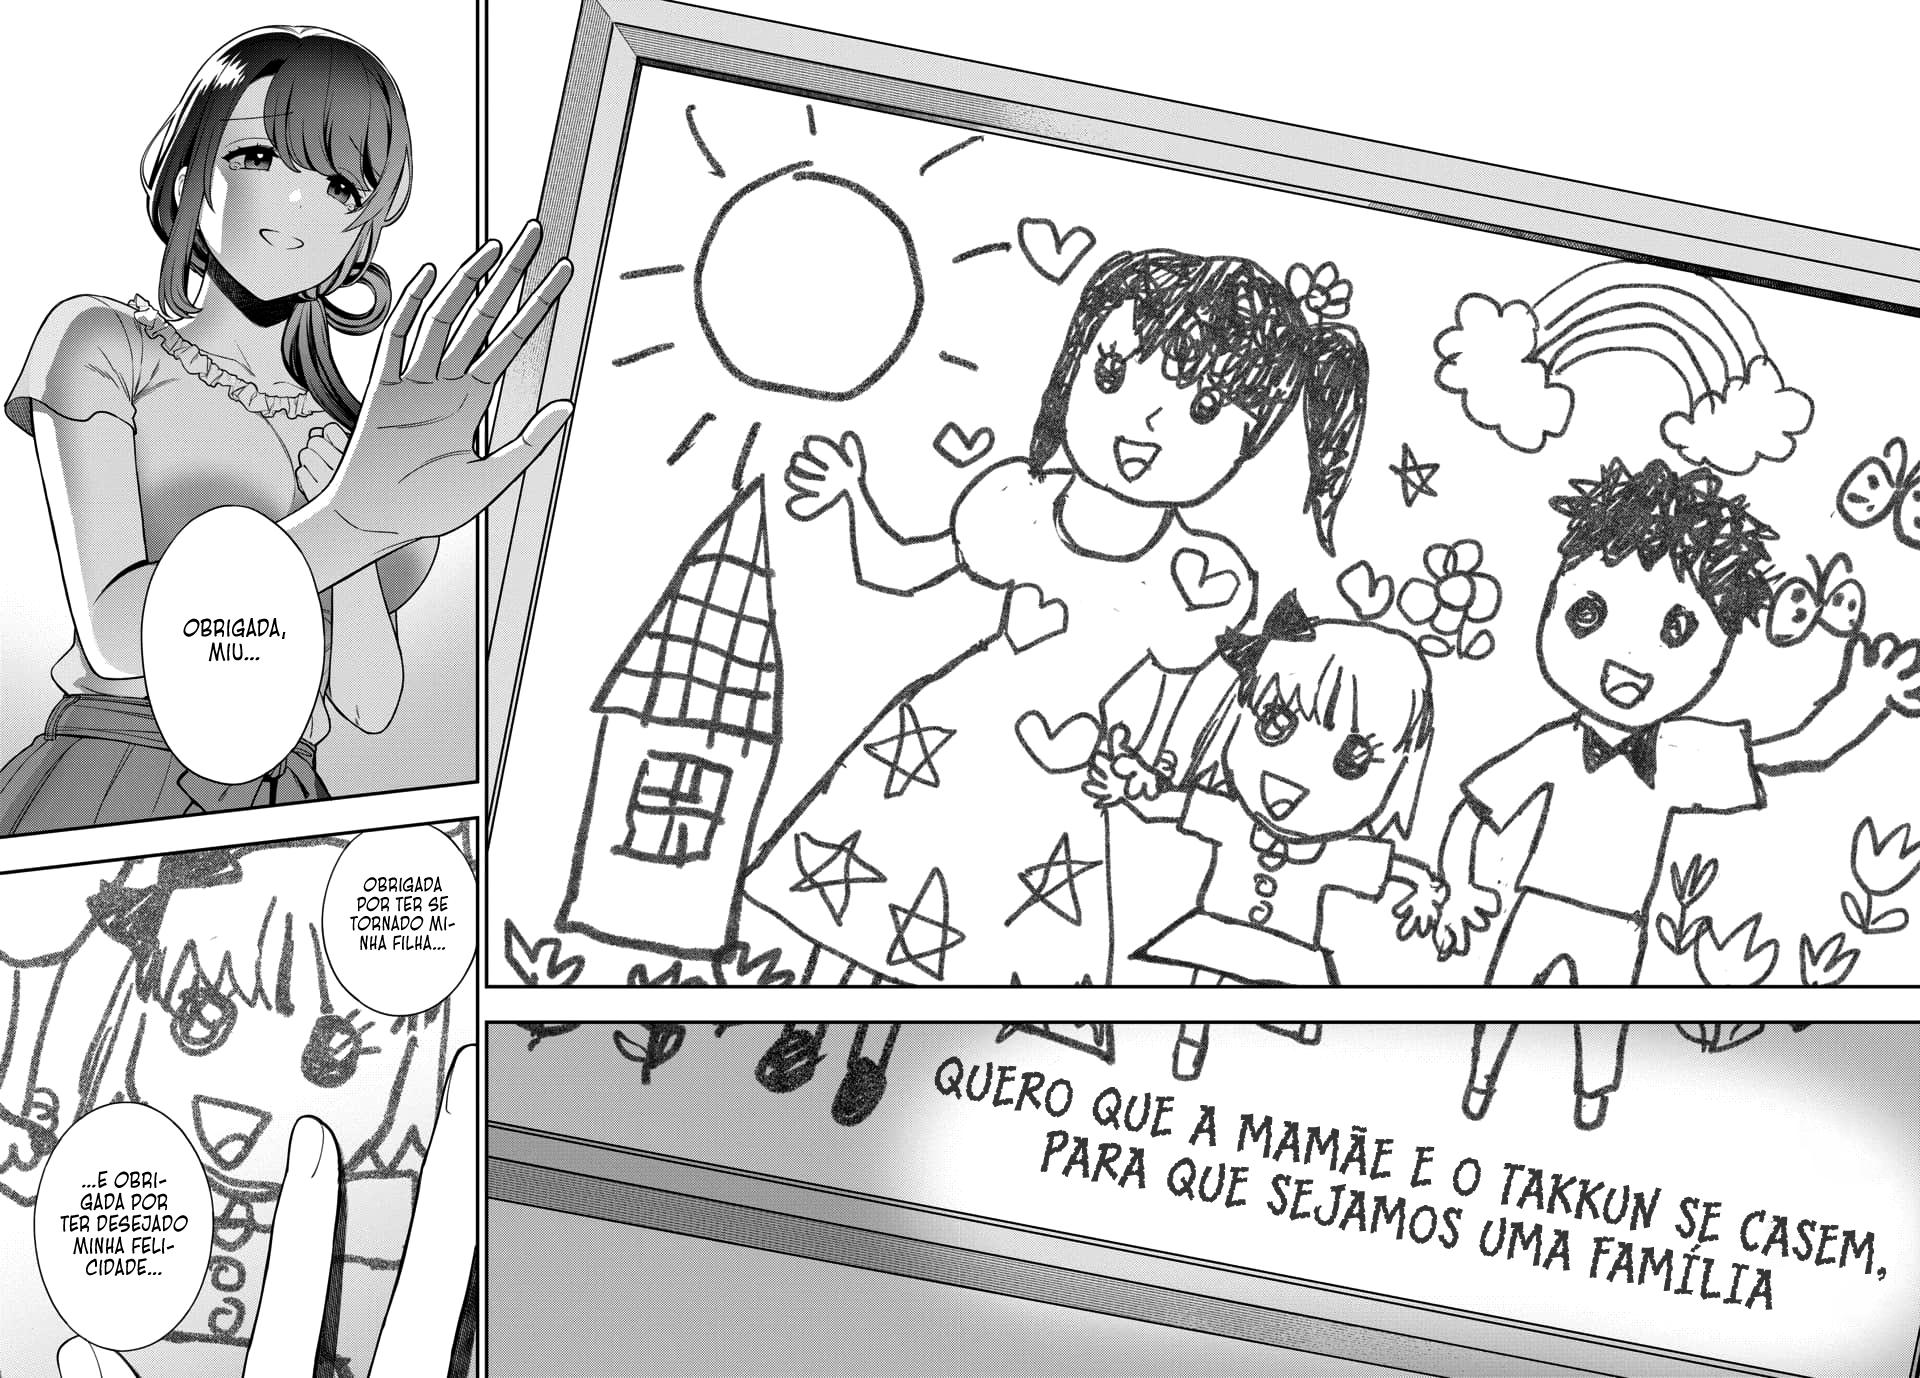 QUERO QUE A MAMÃE E O TAKKUN SE CASEM,
PARA QUE SEJAMOS UMA FAMÍLIA
OBRIGADA,
MIU...
OBRIGADA
POR TER SE
TORNADO MI-
NHA FILHA...
...E OBRI-
GADA POR
TER DESEJADO
MINHA FELI-
CIDADE...